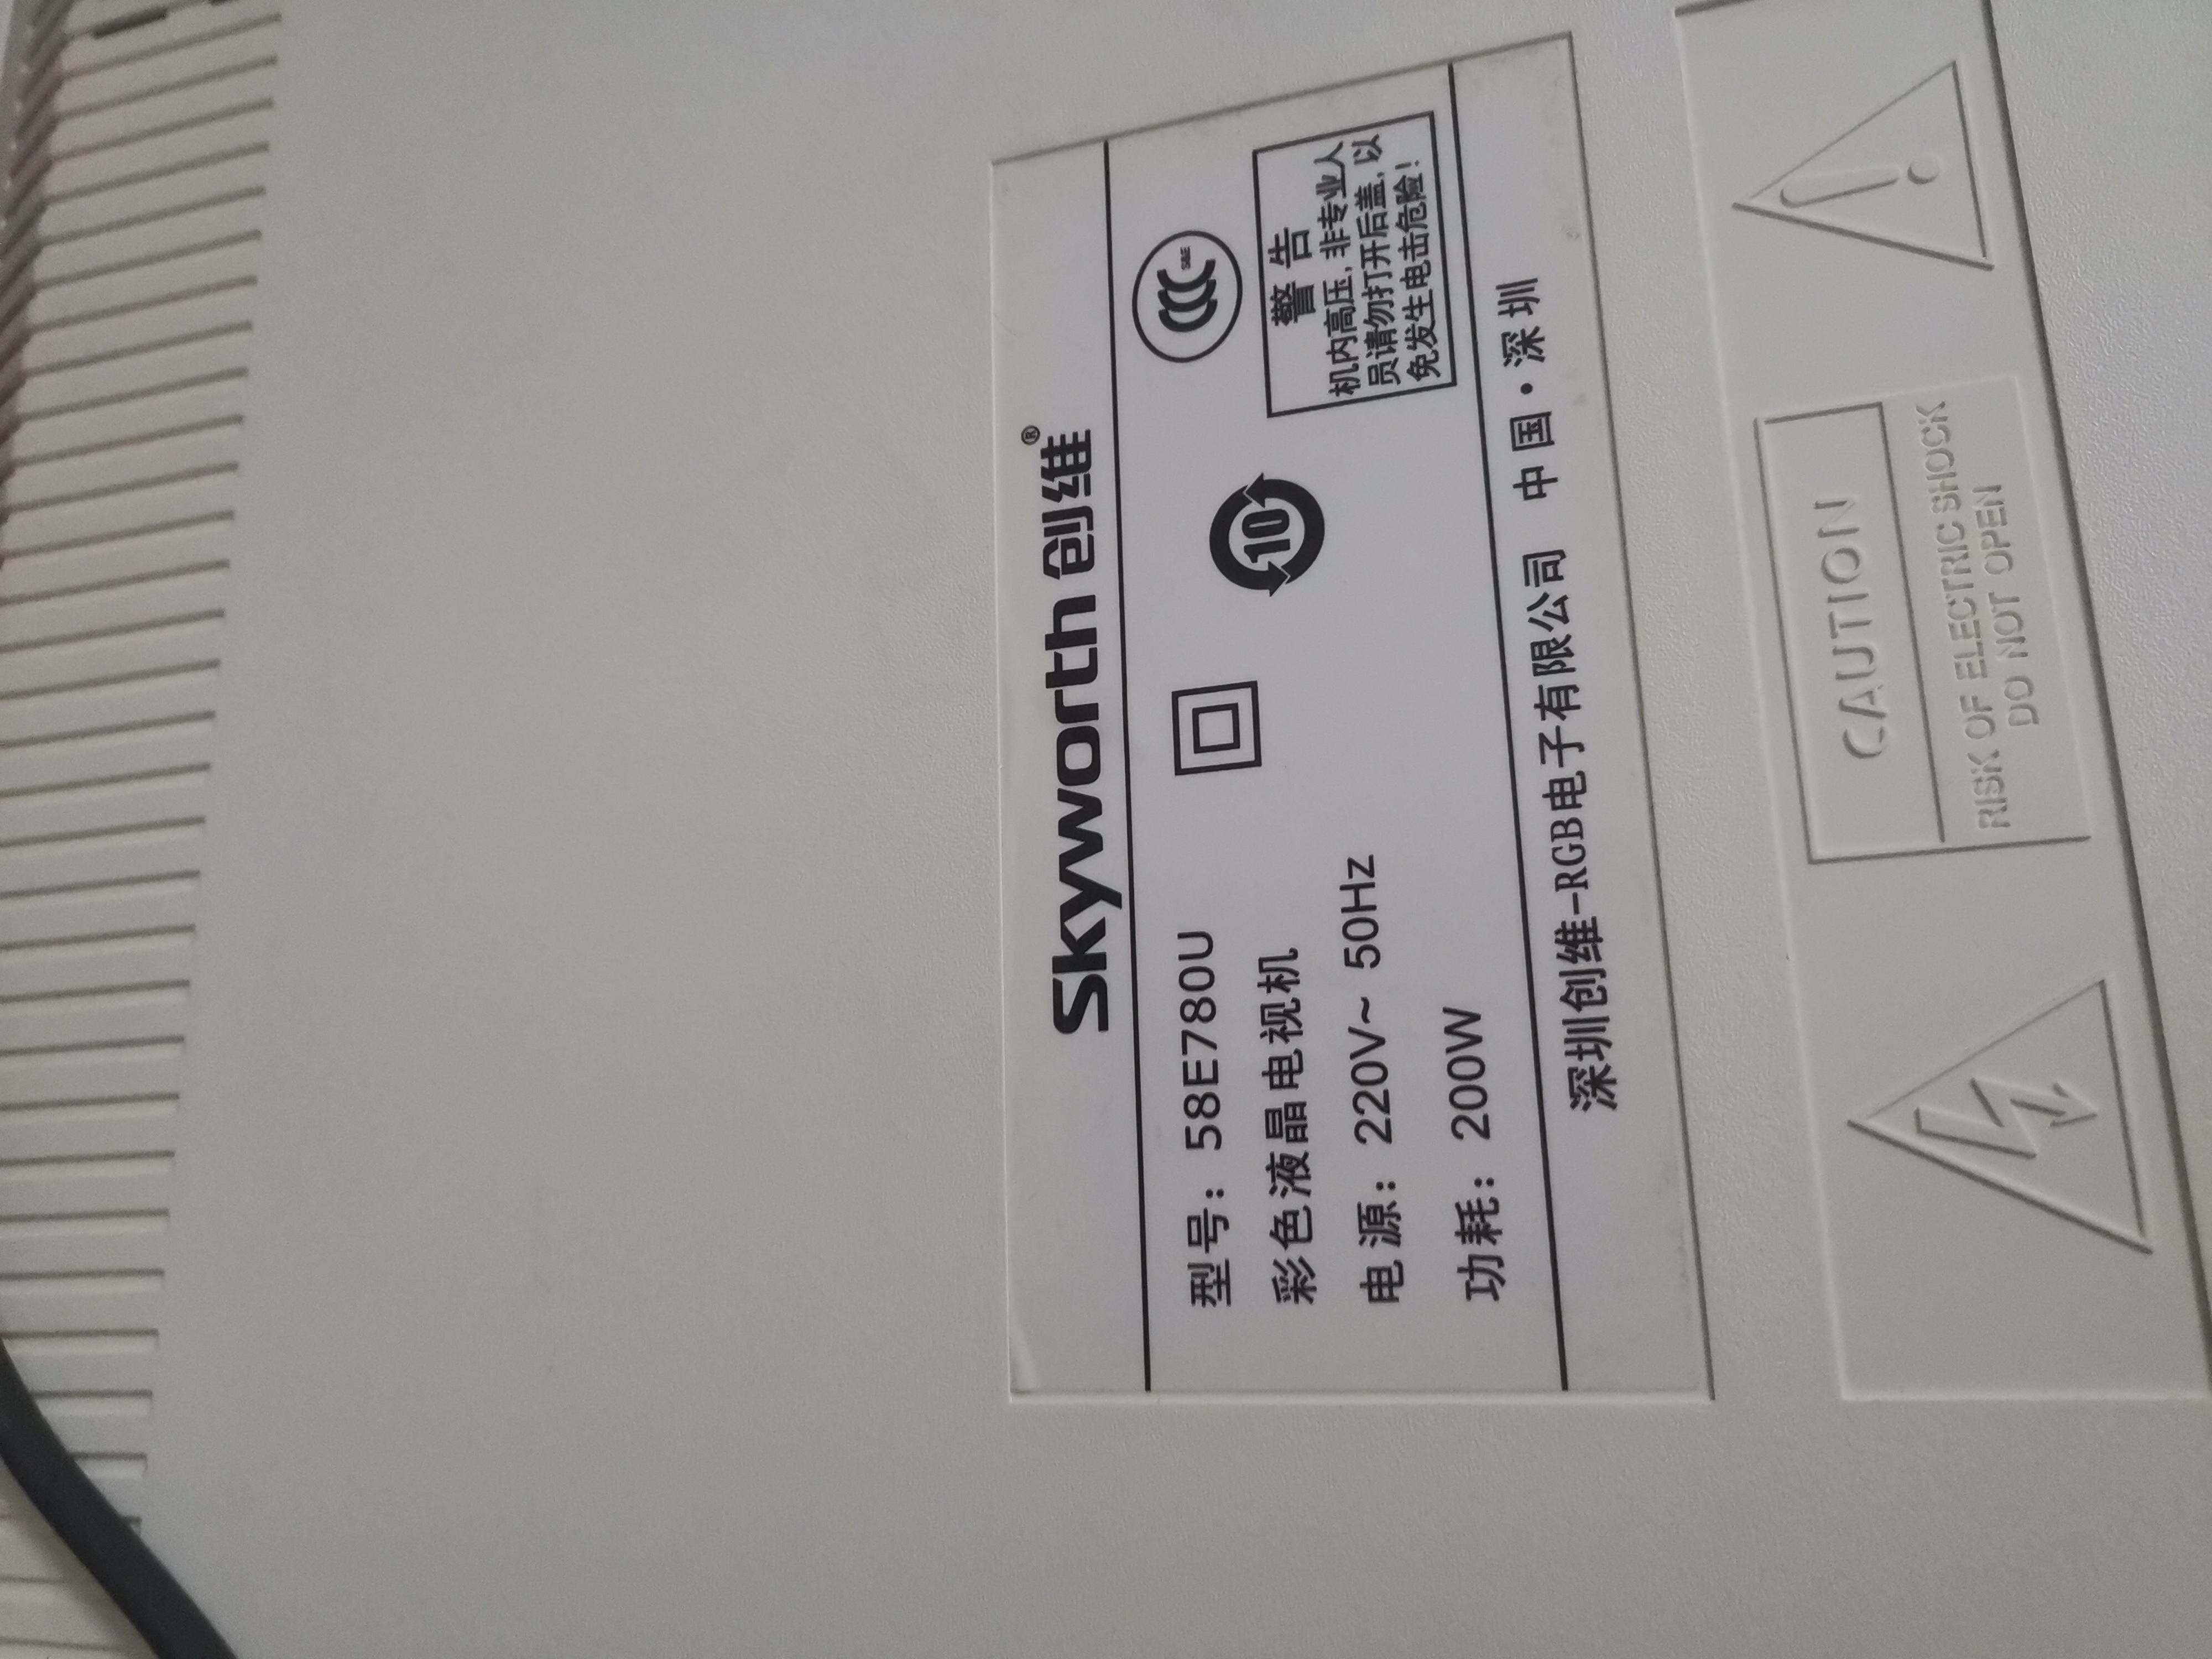 Skyworth 创维®
型号：58E780U
彩色液晶电视机
电 源：220V~ 50Hz
功耗：200W
10
CCC S&E
警 告
机内高压，非专业人
员请勿打开后盖，以
免发生电击危险！
深圳创维-RGB电子有限公司 中国·深圳
CAUTION
RISK OF ELECTRIC SHOCK
DO NOT OPEN